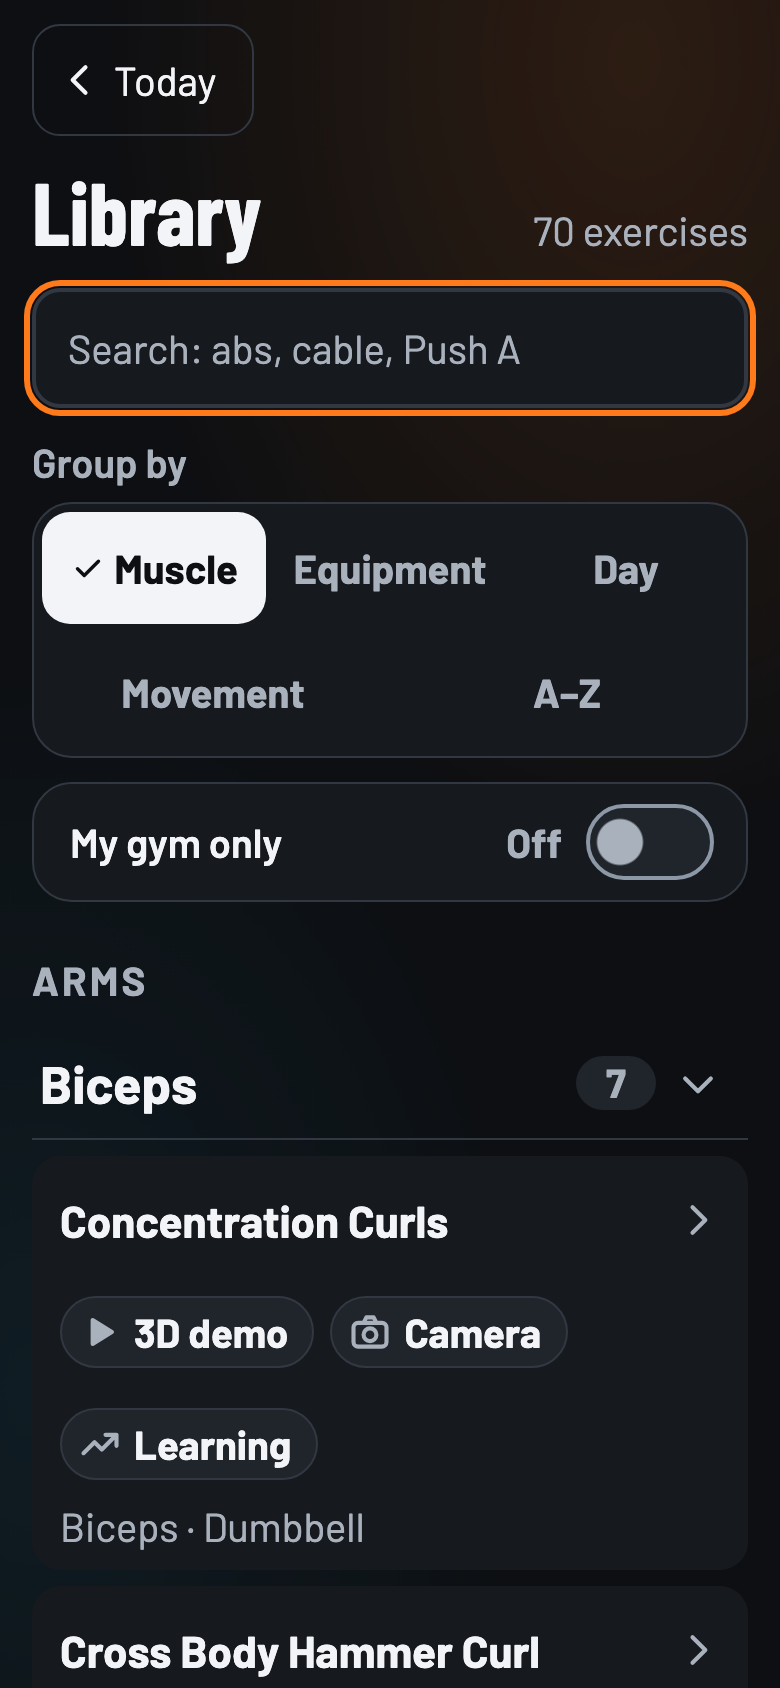 Today
Library
70 exercises
Search: abs, cable, Push A
Group by
Muscle Equipment Day
Movement A–Z
My gym only Off
ARMS
Biceps 7
Concentration Curls
3D demo Camera
Learning
Biceps · Dumbbell
Cross Body Hammer Curl